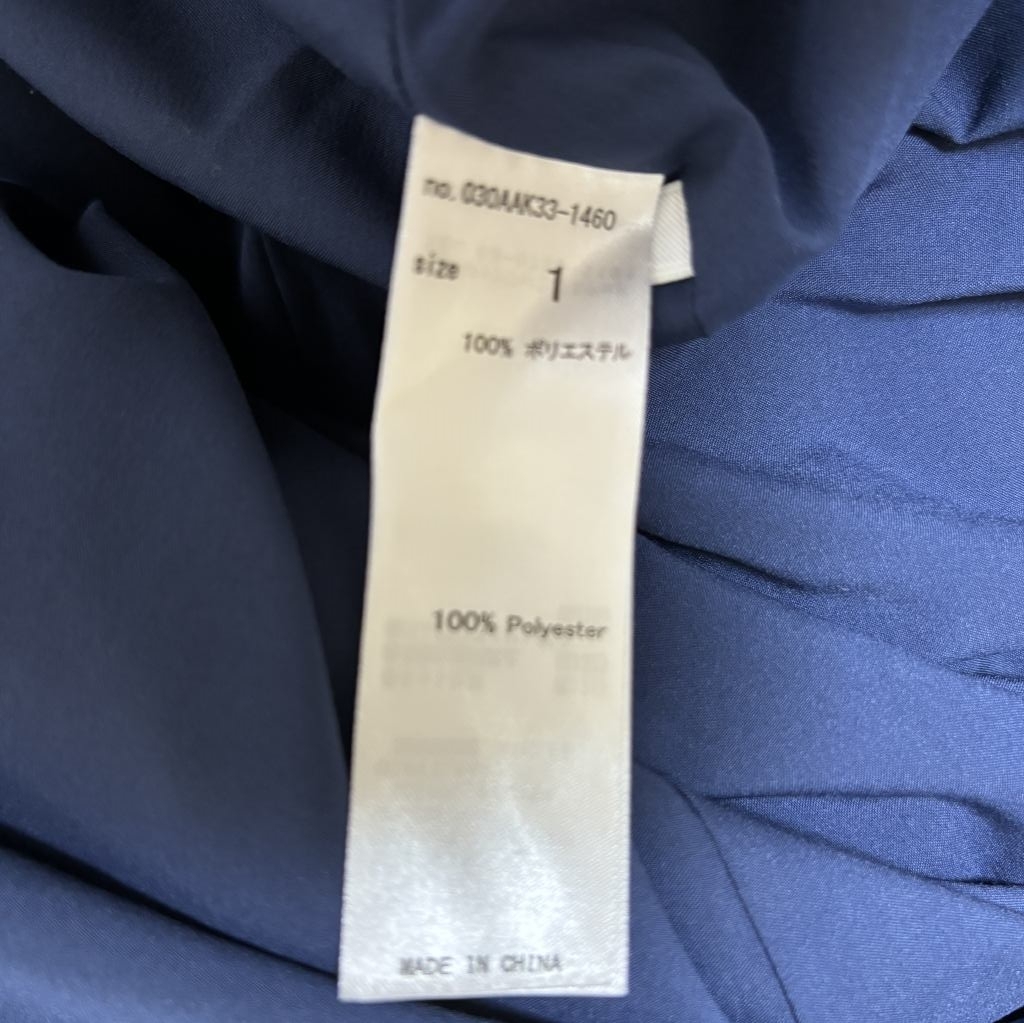 no. 030AAK33-1460
size 1
100% ポリエステル
100% Polyester
MADE IN CHINA